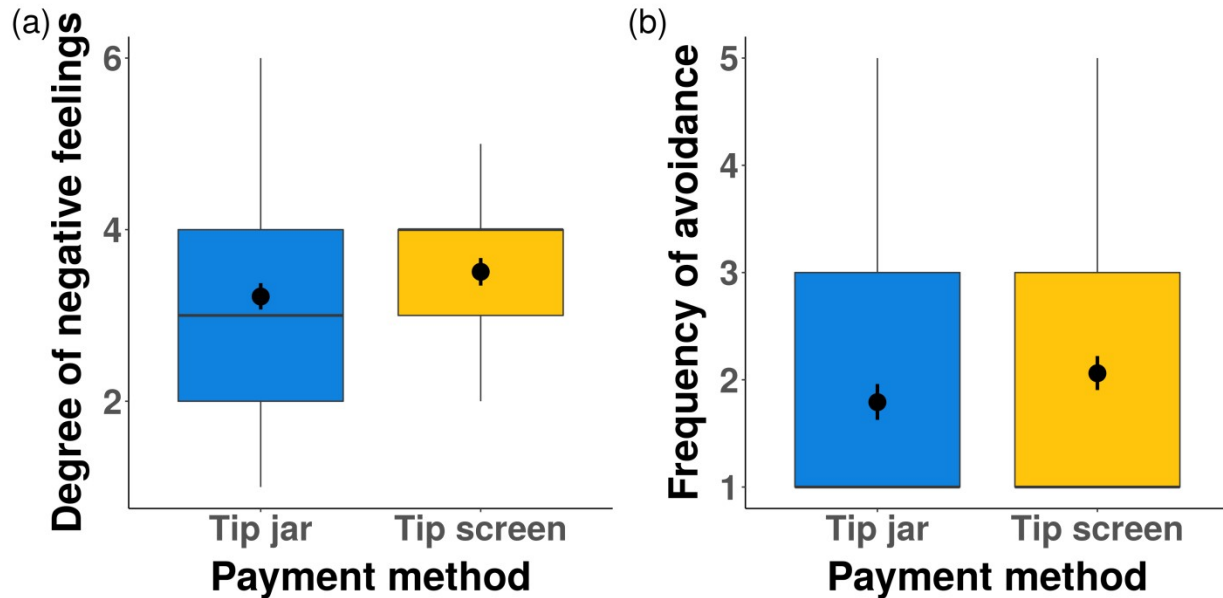 (a)
Degree of negative feelings
6
4
2
Tip jar
Tip screen
Payment method
(b)
Frequency of avoidance
5
4
3
2
1
Tip jar
Tip screen
Payment method